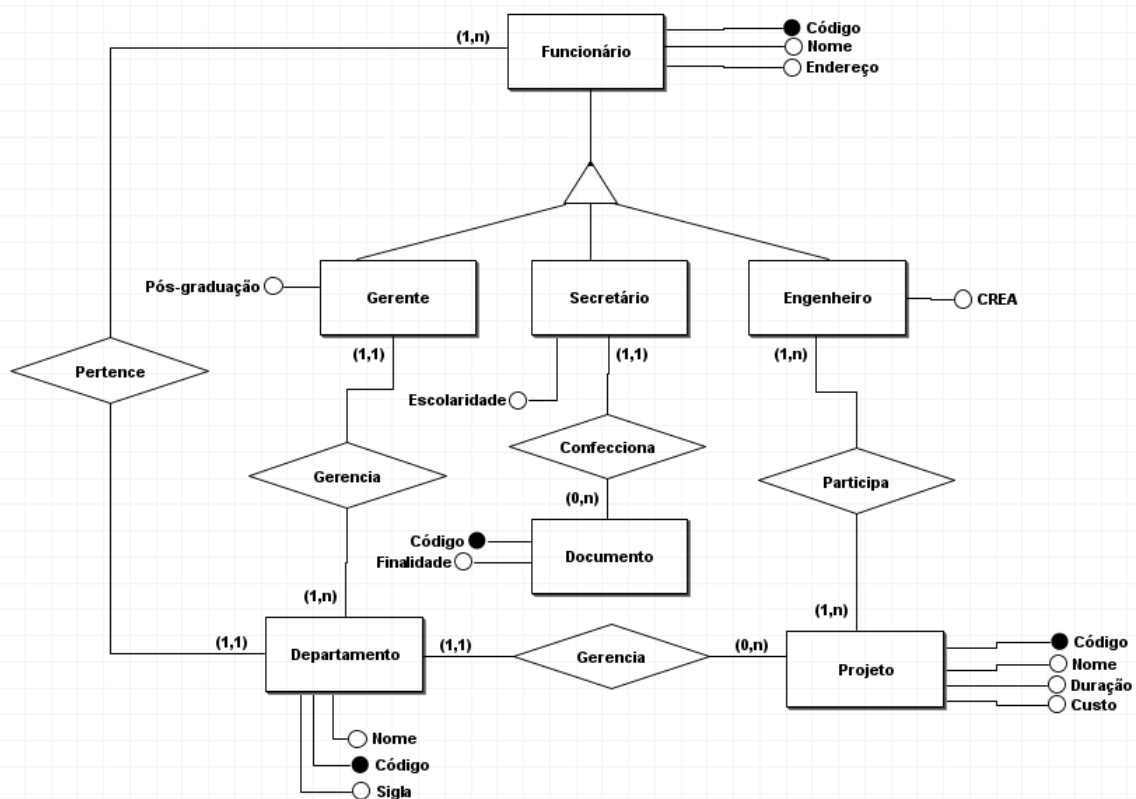 (1,n)
Funcionário
Código
Nome
Endereço
Pós-graduação
Gerente
Secretário
Engenheiro
CREA
(1,1)
(1,1)
(1,n)
Pertence
Escolaridade
Confecciona
Gerencia
Participa
(0,n)
Código
Finalidade
Documento
(1,n)
(1,n)
(1,1)
Departamento
(1,1)
Gerencia
(0,n)
Projeto
Código
Nome
Duração
Custo
Nome
Código
Sigla